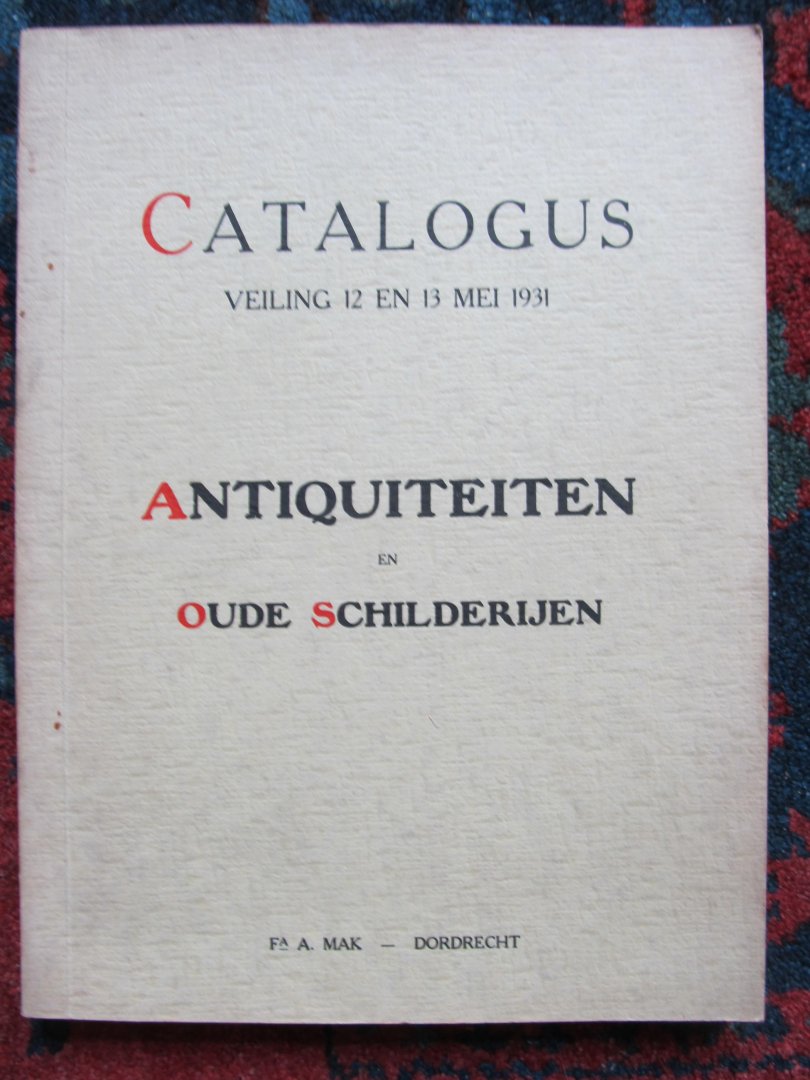 CATALOGUS
VEILING 12 EN 13 MEI 1931
ANTIQUITEITEN
EN
OUDE SCHILDERIJEN
FA A. MAK — DORDRECHT